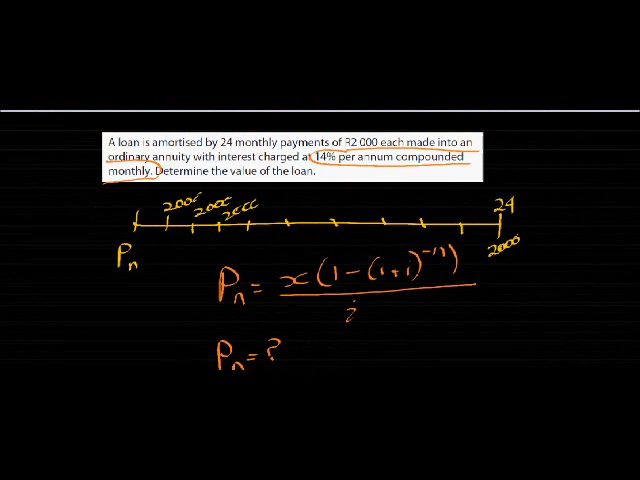 A loan is amortised by 24 monthly payments of R2 000 each made into an
ordinary annuity with interest charged at 14% per annum compounded
monthly. Determine the value of the loan.
2000 2000 2000 24
Pn 2000
Pn = x(1 - (i+1)^-n)
i
Pn = ?